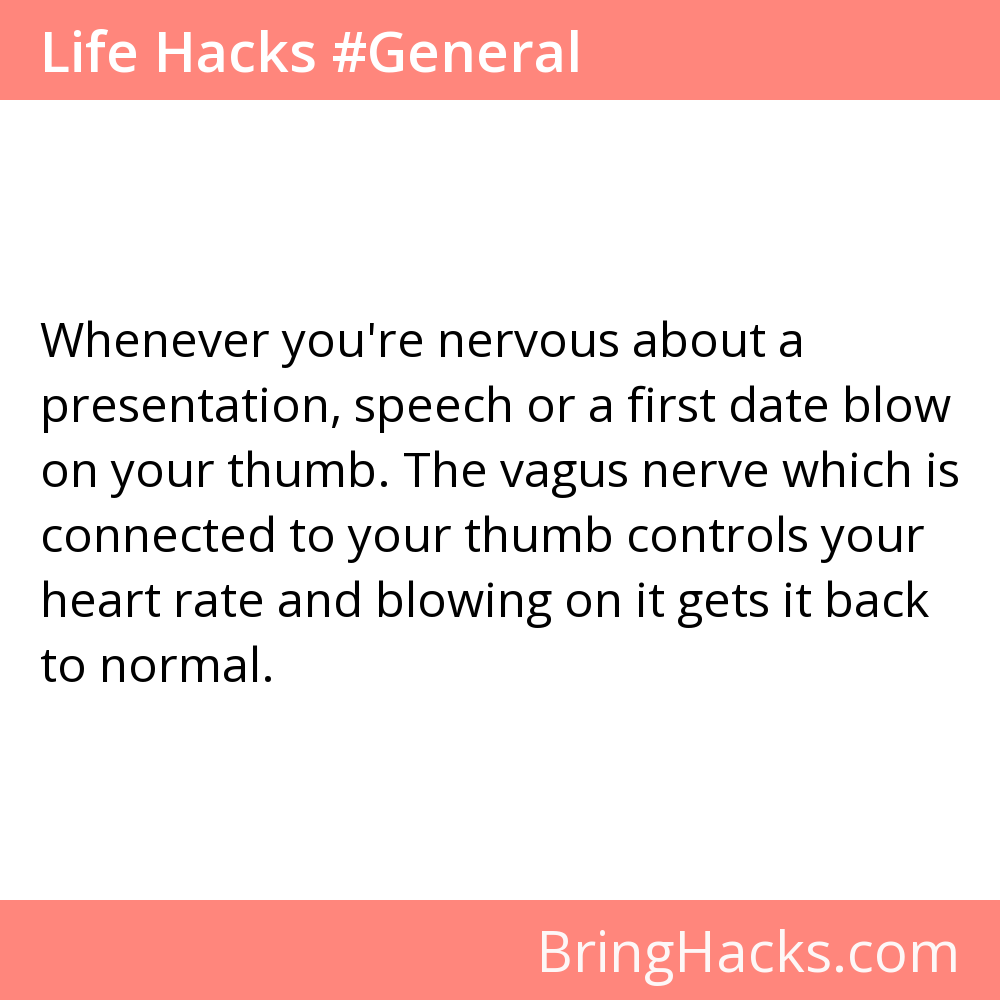 Life Hacks #General
Whenever you're nervous about a
presentation, speech or a first date blow
on your thumb. The vagus nerve which is
connected to your thumb controls your
heart rate and blowing on it gets it back
to normal.
BringHacks.com